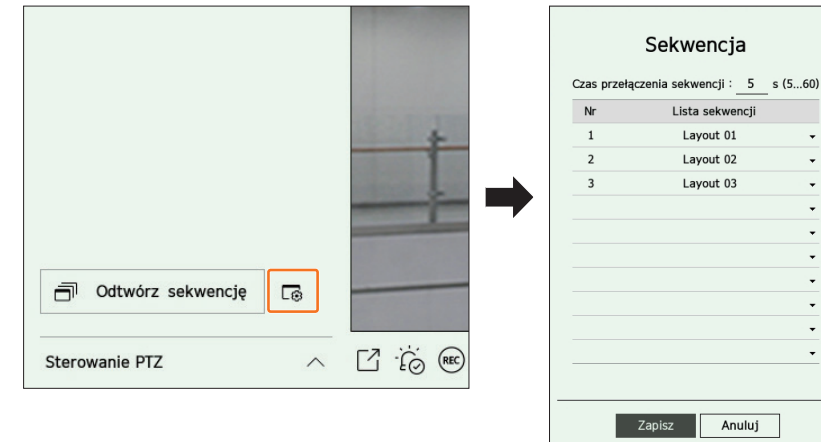 Odtwórz sekwencję
Sterowanie PTZ
REC
Sekwencja
Czas przełączenia sekwencji : 5 s (5...60)
Nr Lista sekwencji
1 Layout 01
2 Layout 02
3 Layout 03
Zapisz Anuluj